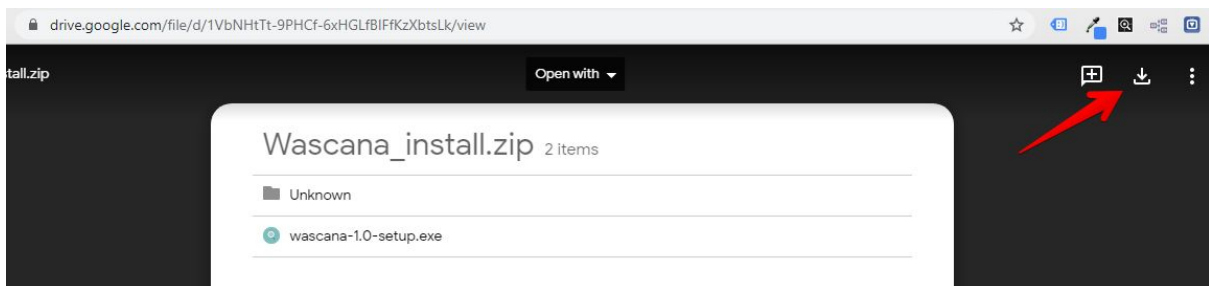 drive.google.com/file/d/1VbNHtTt-9PHCf-6xHGLfBIFfKzXbtsLk/view
tall.zip
Open with
Wascana_install.zip 2 items
Unknown
wascana-1.0-setup.exe